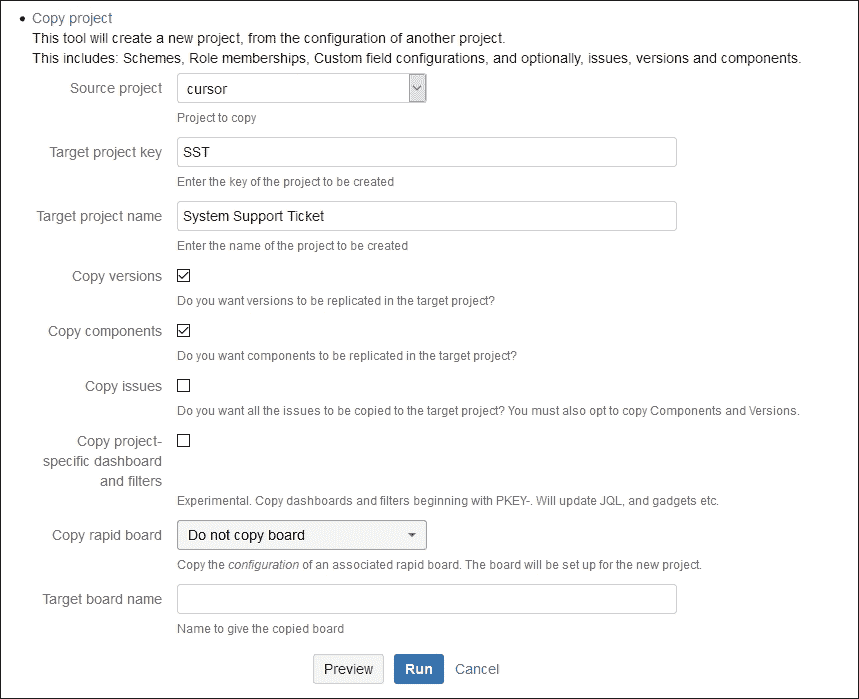 Copy project
This tool will create a new project, from the configuration of another project.
This includes: Schemes, Role memberships, Custom field configurations, and optionally, issues, versions and components.
Source project cursor
Project to copy
Target project key SST
Enter the key of the project to be created
Target project name System Support Ticket
Enter the name of the project to be created
Copy versions
Do you want versions to be replicated in the target project?
Copy components
Do you want components to be replicated in the target project?
Copy issues
Do you want all the issues to be copied to the target project? You must also opt to copy Components and Versions.
Copy project-
specific dashboard
and filters
Experimental. Copy dashboards and filters beginning with PKEY-. Will update JQL, and gadgets etc.
Copy rapid board Do not copy board
Copy the configuration of an associated rapid board. The board will be set up for the new project.
Target board name
Name to give the copied board
Preview Run Cancel